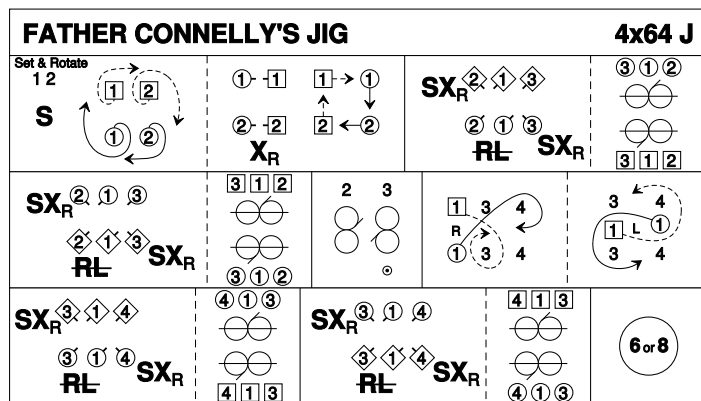 FATHER CONNELLY'S JIG 4x64 J
Set & Rotate
1 2
1 2
S
1 2
1 1 1 1
2 2 2 2
XR
SXR 2 1 3
2 1 3
RL SXR
3 1 2
3 1 2
SXR 2 1 3
2 1 3
RL SXR
3 1 2
3 1 2
2 3
1 3 4
R
1 3 4
3 4
1 L 1
3 4
SXR 3 1 4
3 1 4
RL SXR
4 1 3
4 1 3
SXR 3 1 4
3 1 4
RL SXR
4 1 3
4 1 3
6 or 8